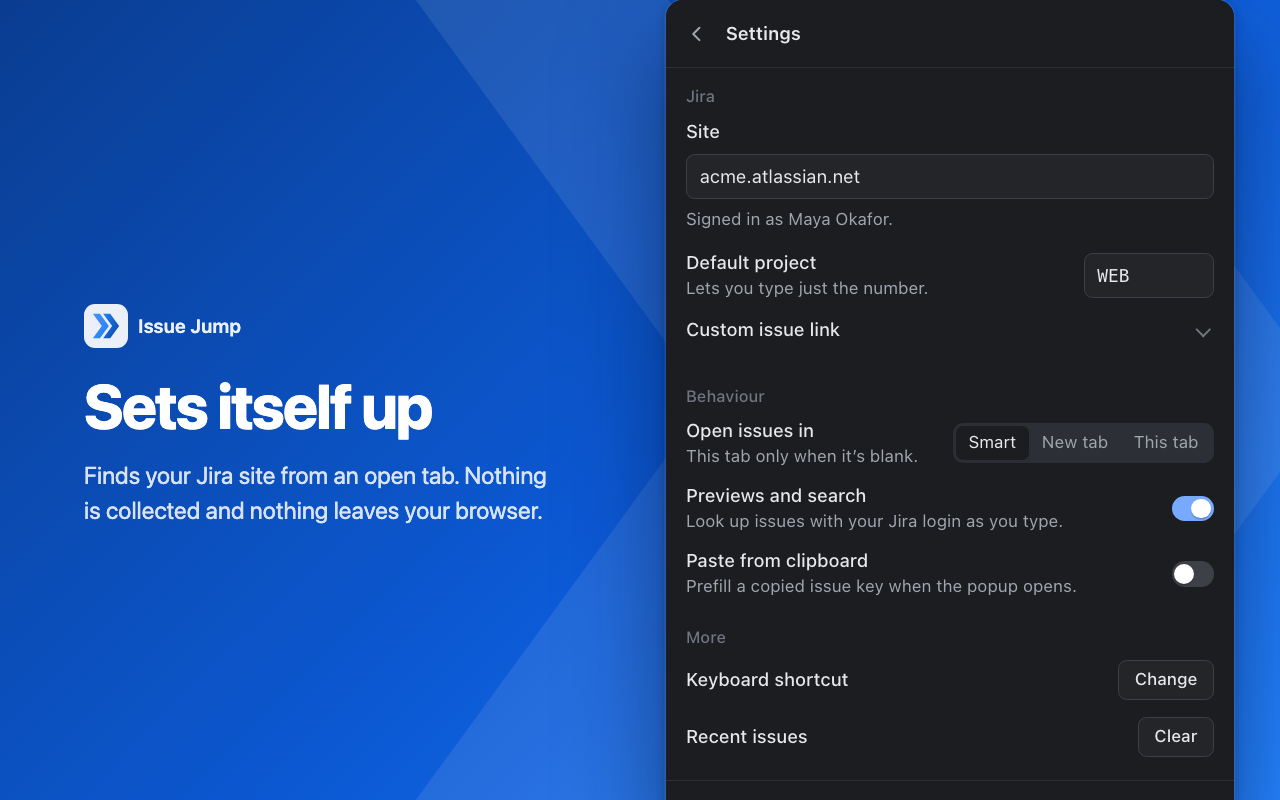 Issue Jump
Sets itself up
Finds your Jira site from an open tab. Nothing
is collected and nothing leaves your browser.
Settings
Jira
Site
acme.atlassian.net
Signed in as Maya Okafor.
Default project
Lets you type just the number.
WEB
Custom issue link
Behaviour
Open issues in
This tab only when it’s blank.
Smart New tab This tab
Previews and search
Look up issues with your Jira login as you type.
Paste from clipboard
Prefill a copied issue key when the popup opens.
More
Keyboard shortcut
Change
Recent issues
Clear